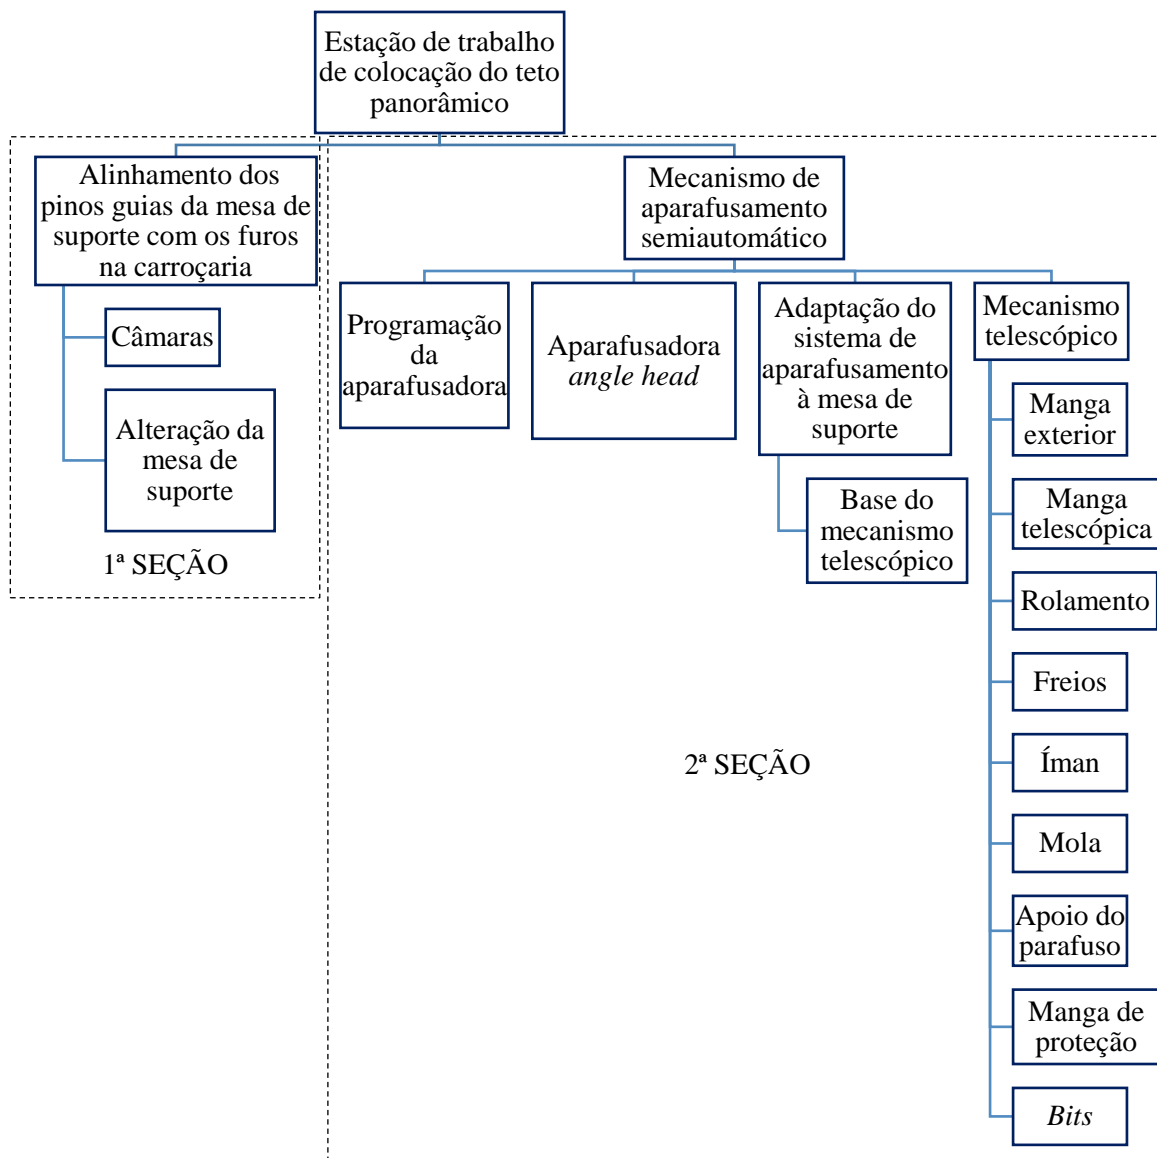 Estação de trabalho
de colocação do teto
panorâmico
Alinhamento dos
pinos guias da mesa de
suporte com os furos
na carroçaria
Câmaras
Alteração da
mesa de
suporte
1ª SEÇÃO
Mecanismo de
aparafusamento
semiautomático
Programação
da
aparafusadora
Aparafusadora
angle head
Adaptação do
sistema de
aparafusamento
à mesa de
suporte
Base do
mecanismo
telescópico
Mecanismo
telescópico
Manga
exterior
Manga
telescópica
Rolamento
Freios
Íman
Mola
Apoio do
parafuso
Manga de
proteção
Bits
2ª SEÇÃO